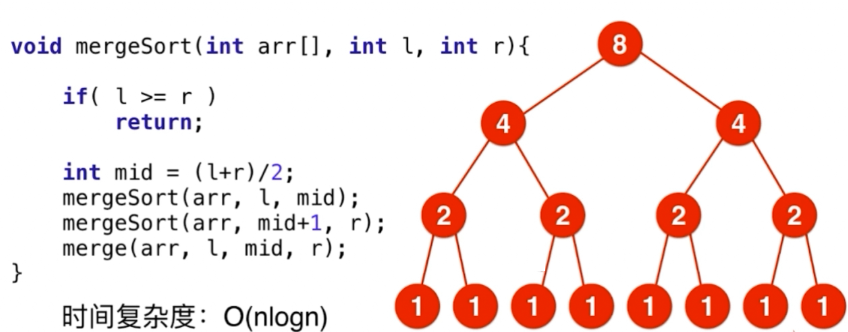 void mergeSort(int arr[], int l, int r){
if( l >= r )
return;
int mid = (l+r)/2;
mergeSort(arr, l, mid);
mergeSort(arr, mid+1, r);
merge(arr, l, mid, r);
}
时间复杂度：O(nlogn)
8
4 4
2 2 2 2
1 1 1 1 1 1 1 1